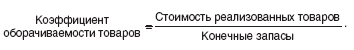 Коэффициент
оборачиваемости товаров = Стоимость реализованных товаров
Конечные запасы .